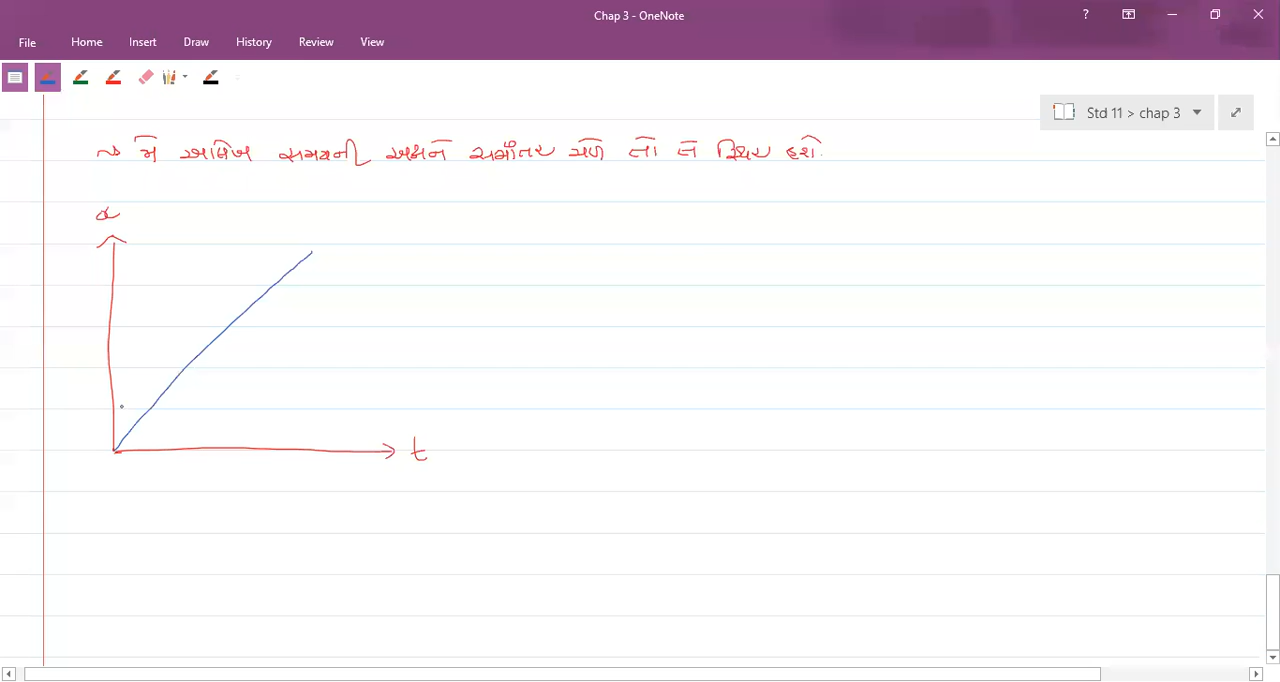 Chap 3 - OneNote
?
File Home Insert Draw History Review View
Std 11 > chap 3
→ જો આલેખ સમયની અક્ષને સમાંતર મળે તો તે સ્થિર હશે.
x
t